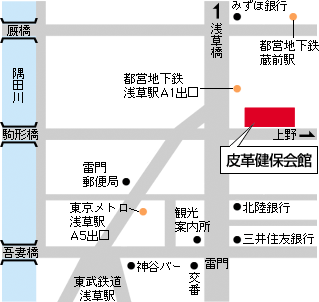 みずほ銀行
1
浅草橋
厩橋
都営地下鉄
蔵前駅
隅田川
都営地下鉄
浅草駅A1出口
駒形橋
上野
皮革健保会館
雷門
郵便局
東京メトロ
浅草駅
A5出口
観光
案内所
北陸銀行
三井住友銀行
吾妻橋
神谷バー
交番
雷門
東武鉄道
浅草駅